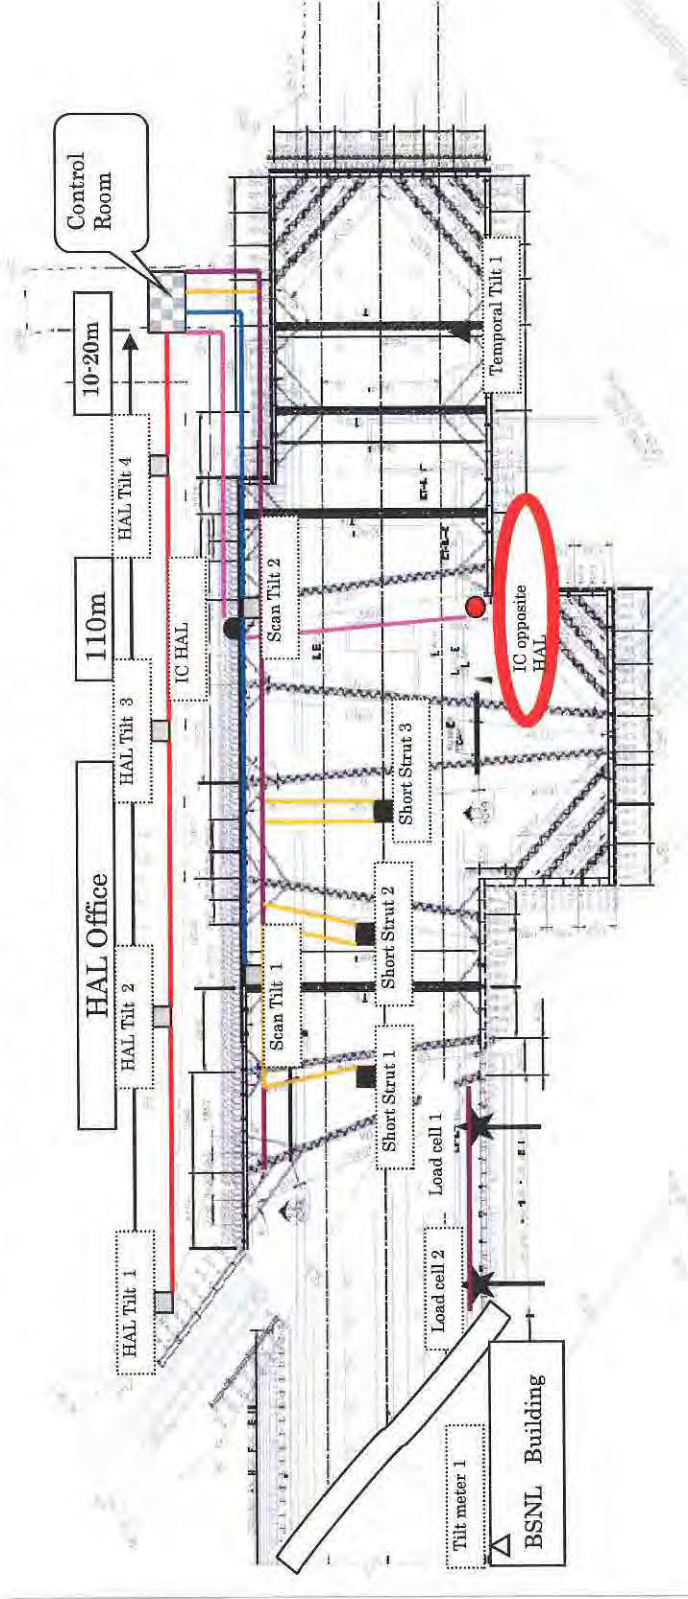 Control
Room
10-20m
HAL Tilt 4
110m
HAL Tilt 3
HAL Office
HAL Tilt 2
HAL Tilt 1
IC HAL
Scan Tilt 2
Scan Tilt 1
Temporal Tilt 1
IC opposite
HAL
Short Strut 3
Short Strut 2
Short Strut 1
Load cell 1
Load cell 2
Tilt meter 1
BSNL Building